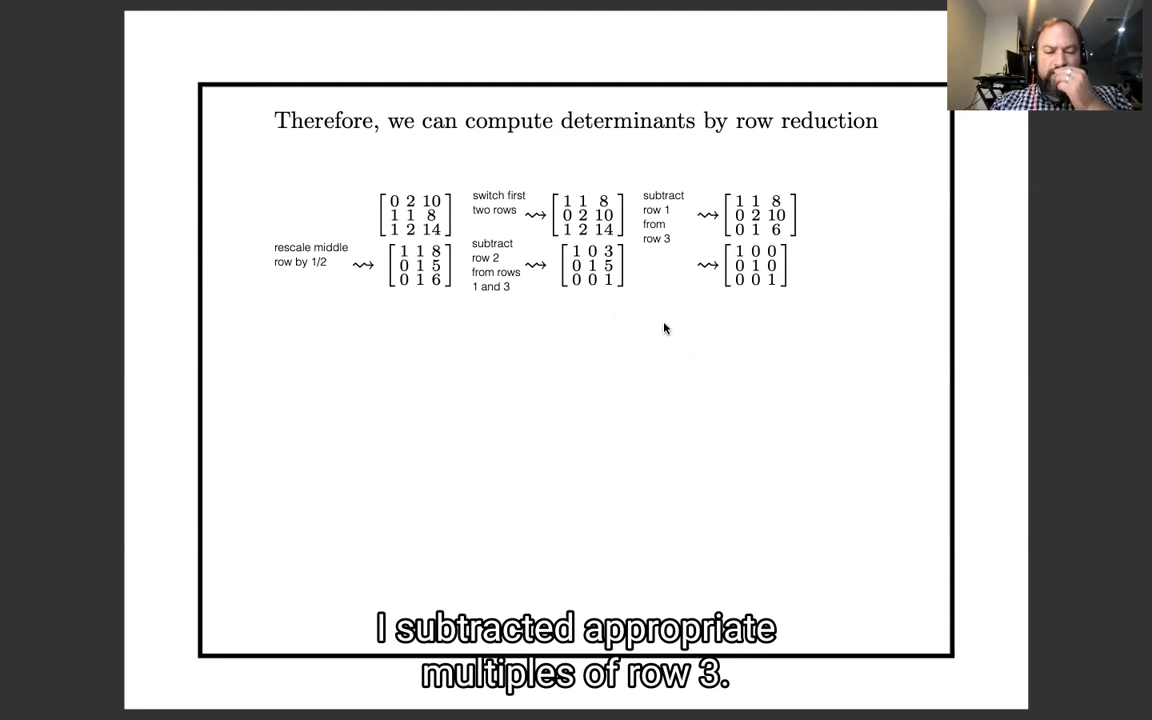 Therefore, we can compute determinants by row reduction
[0 2 10] switch first [1 1 8] subtract [1 1 8]
[1 1 8] two rows ⇝ [0 2 10] row 1 ⇝ [0 2 10]
[1 2 14] [1 2 14] from row 3 [0 1 6]
rescale middle [1 1 8] subtract [1 0 3] [1 0 0]
row by 1/2 ⇝ [0 1 5] row 2 from rows ⇝ [0 1 5] ⇝ [0 1 0]
[0 1 6] 1 and 3 [0 0 1] [0 0 1]
I subtracted appropriate
multiples of row 3.